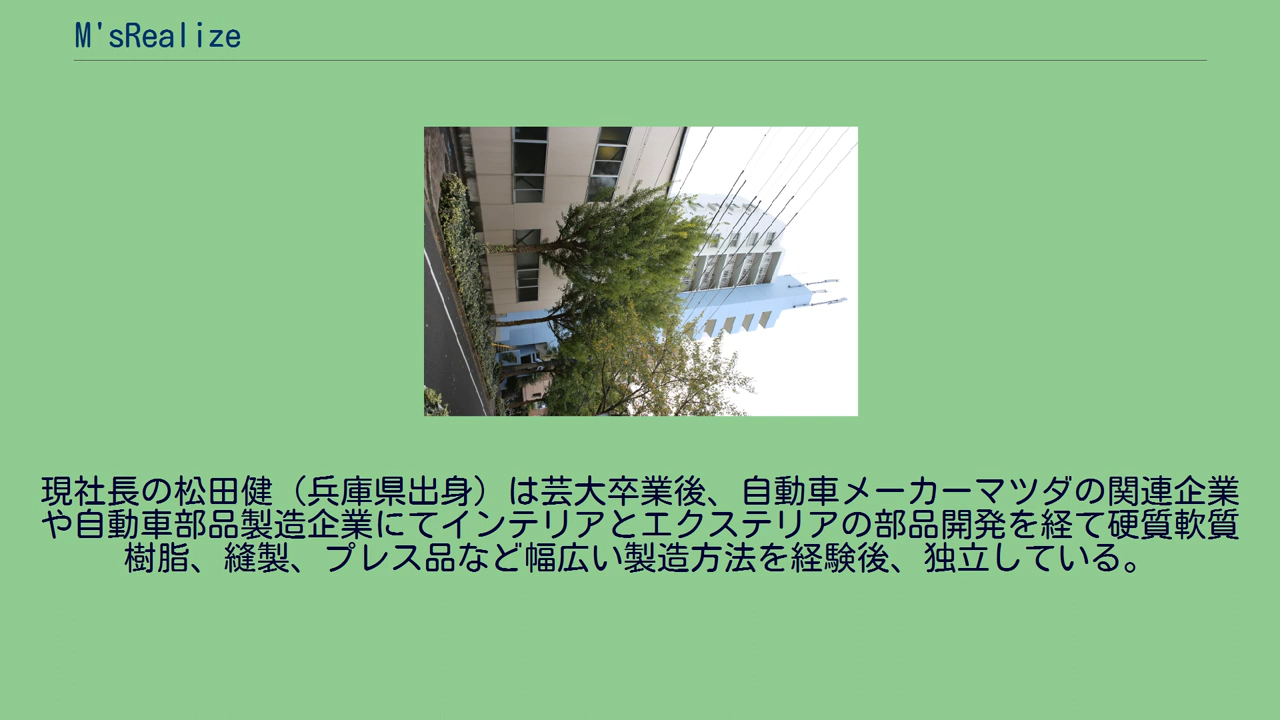 M'sRealize
現社長の松田健（兵庫県出身）は芸大卒業後、自動車メーカーマツダの関連企業
や自動車部品製造企業にてインテリアとエクステリアの部品開発を経て硬質軟質
樹脂、縫製、プレス品など幅広い製造方法を経験後、独立している。